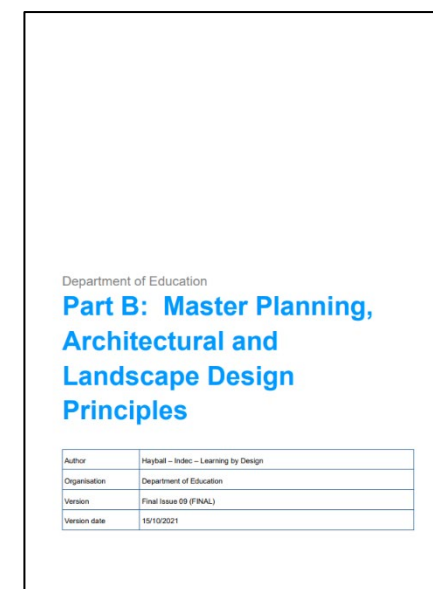 Department of Education
Part B: Master Planning,
Architectural and
Landscape Design
Principles
Author Hayball – Indec – Learning by Design
Organisation Department of Education
Version Final Issue 09 (FINAL)
Version date 15/10/2021